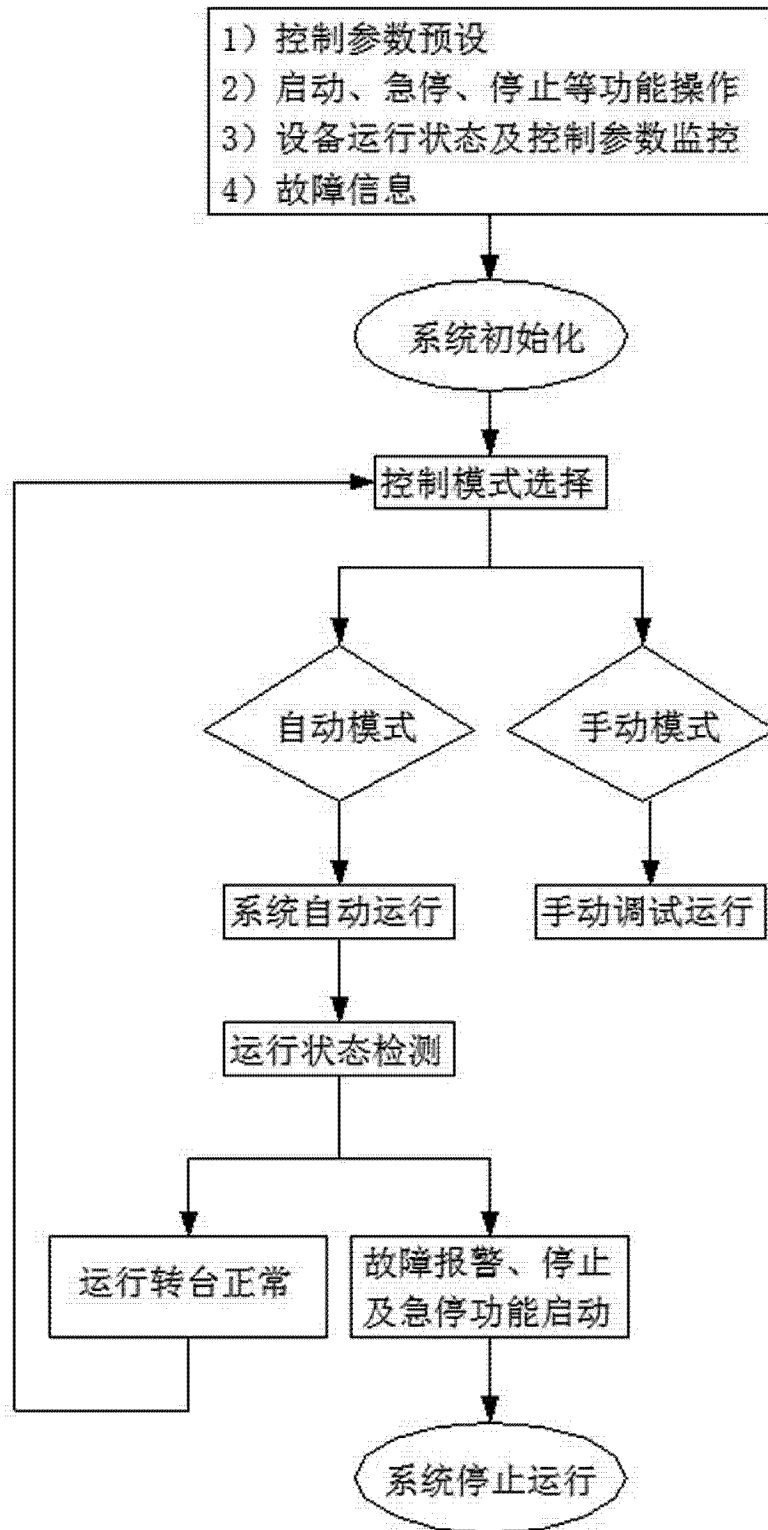 1）控制参数预设
2）启动、急停、停止等功能操作
3）设备运行状态及控制参数监控
4）故障信息
系统初始化
控制模式选择
自动模式
手动模式
系统自动运行
手动调试运行
运行状态检测
运行转台正常
故障报警、停止
及急停功能启动
系统停止运行